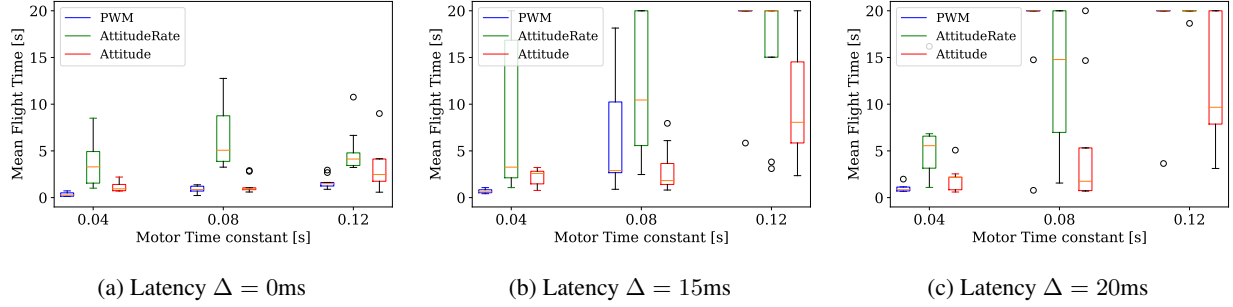 20
15
10
5
0
Mean Flight Time [s]
PWM
AttitudeRate
Attitude
0.04
0.08
0.12
Motor Time constant [s]
(a) Latency Δ = 0ms
20
15
10
5
0
Mean Flight Time [s]
PWM
AttitudeRate
Attitude
0.04
0.08
0.12
Motor Time constant [s]
(b) Latency Δ = 15ms
20
15
10
5
0
Mean Flight Time [s]
PWM
AttitudeRate
Attitude
0.04
0.08
0.12
Motor Time constant [s]
(c) Latency Δ = 20ms